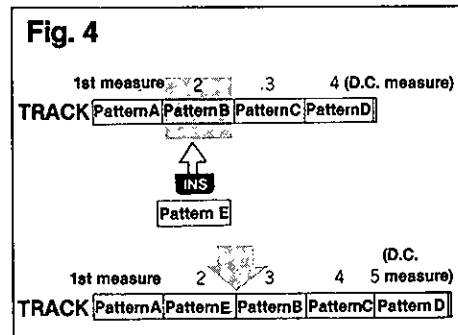 Fig. 4
1st measure 2 3 4 (D.C. measure)
TRACK PatternA PatternB PatternC PatternD
INS
Pattern E
(D.C.
1st measure 2 3 4 5 measure)
TRACK PatternA PatternE PatternB PatternC Pattern D